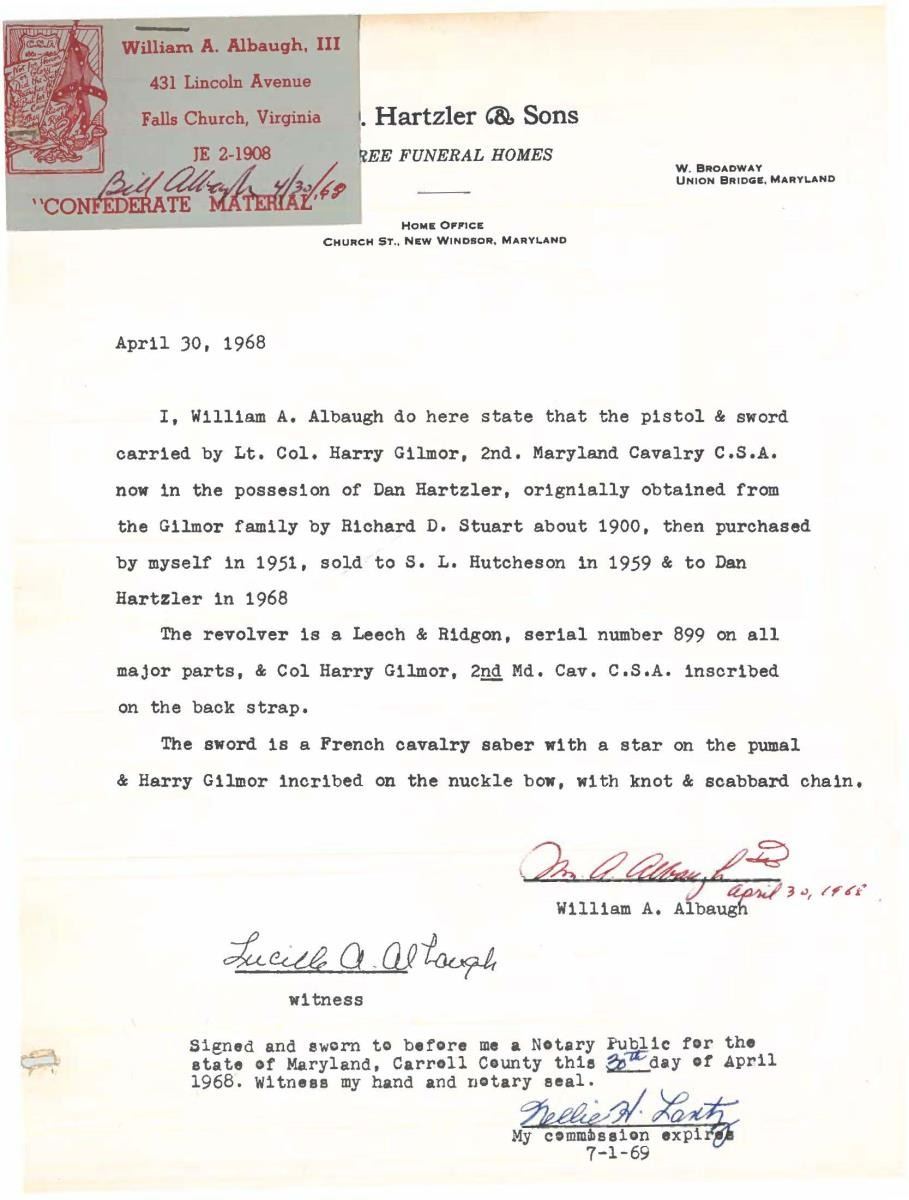 William A. Albaugh, III
431 Lincoln Avenue
Falls Church, Virginia
JE 2-1908
Bill Albaugh 4/30/68
"CONFEDERATE MATERIAL"
. Hartzler & Sons
REE FUNERAL HOMES
W. BROADWAY
UNION BRIDGE, MARYLAND
HOME OFFICE
CHURCH ST., NEW WINDSOR, MARYLAND
April 30, 1968
I, William A. Albaugh do here state that the pistol & sword
carried by Lt. Col. Harry Gilmor, 2nd. Maryland Cavalry C.S.A.
now in the possesion of Dan Hartzler, orignially obtained from
the Gilmor family by Richard D. Stuart about 1900, then purchased
by myself in 1951, sold to S. L. Hutcheson in 1959 & to Dan
Hartzler in 1968
The revolver is a Leech & Ridgon, serial number 899 on all
major parts, & Col Harry Gilmor, 2nd Md. Cav. C.S.A. inscribed
on the back strap.
The sword is a French cavalry saber with a star on the pumal
& Harry Gilmor incribed on the nuckle bow, with knot & scabbard chain.
Wm A. Albaugh III
April 30, 1968
William A. Albaugh
Lucille A. Albaugh
witness
Signed and sworn to before me a Notary Public for the
state of Maryland, Carroll County this 30th day of April
1968. Witness my hand and notary seal.
Nellie H. Lantz
My commission expires
7-1-69